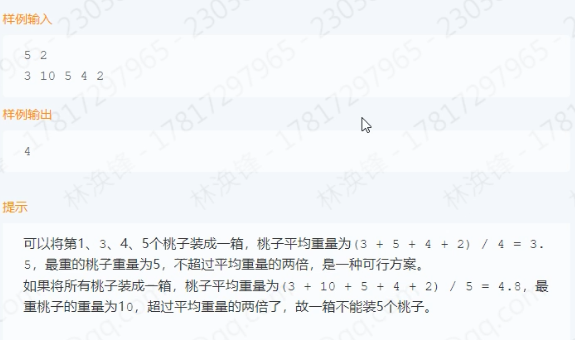 样例输入
5 2
3 10 5 4 2
样例输出
4
提示
可以将第1、3、4、5个桃子装成一箱，桃子平均重量为(3 + 5 + 4 + 2) / 4 = 3.
5，最重的桃子重量为5，不超过平均重量的两倍，是一种可行方案。
如果将所有桃子装成一箱，桃子平均重量为(3 + 10 + 5 + 4 + 2) / 5 = 4.8，最
重桃子的重量为10，超过平均重量的两倍了，故一箱不能装5个桃子。